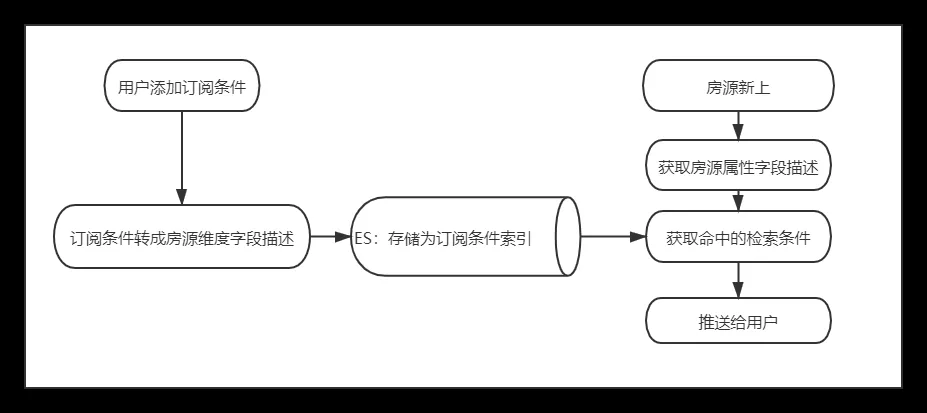 用户添加订阅条件
房源新上
获取房源属性字段描述
订阅条件转成房源维度字段描述
ES：存储为订阅条件索引
获取命中的检索条件
推送给用户